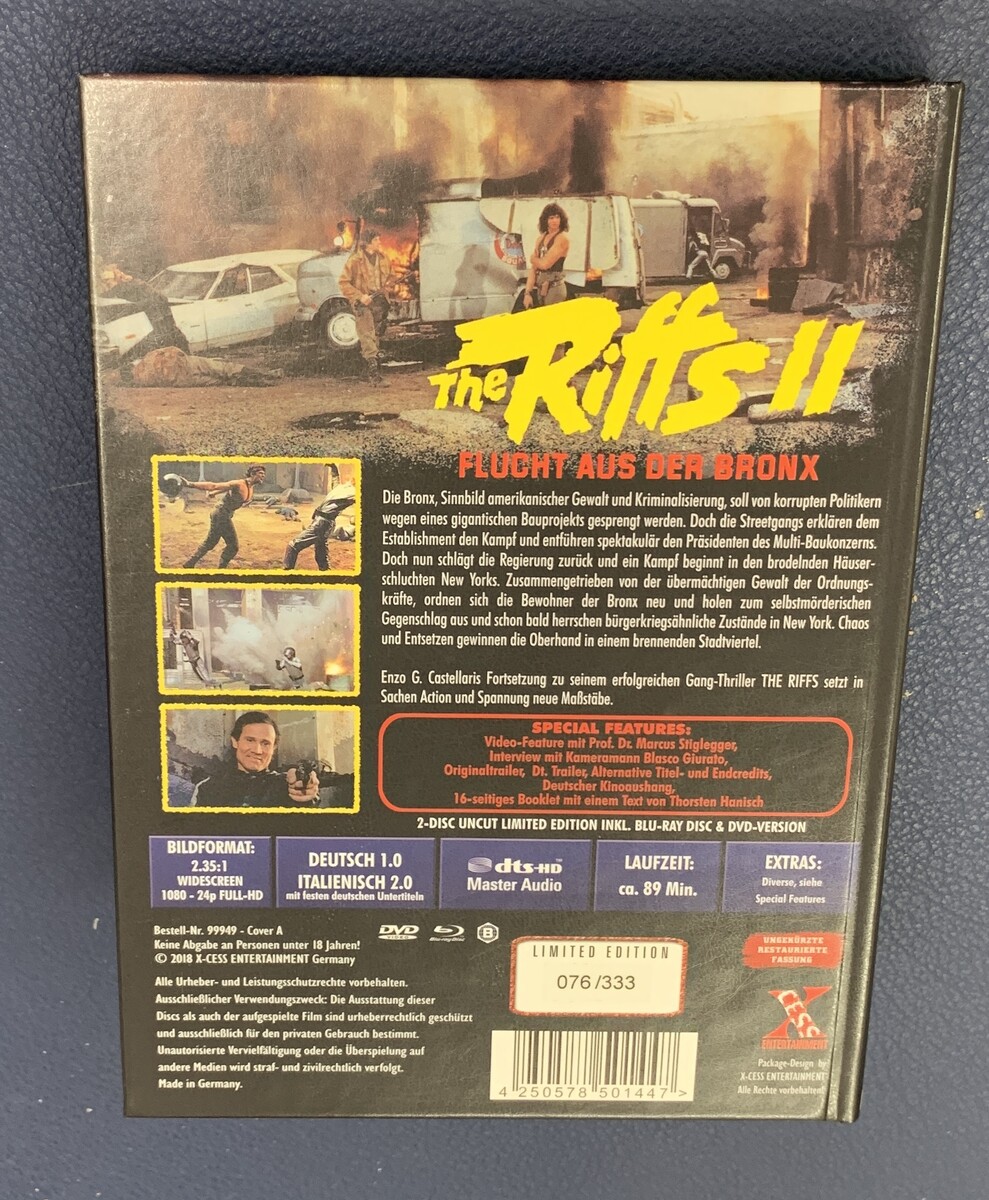 The Riffs II
FLUCHT AUS DER BRONX
Die Bronx, Sinnbild amerikanischer Gewalt und Kriminalisierung, soll von korrupten Politikern
wegen eines gigantischen Bauprojekts gesprengt werden. Doch die Streetgangs erklären dem
Establishment den Kampf und entführen spektakulär den Präsidenten des Multi-Baukonzerns.
Doch nun schlägt die Regierung zurück und ein Kampf beginnt in den brodelnden Häuser-
schluchten New Yorks. Zusammengetrieben von der übermächtigen Gewalt der Ordnungs-
kräfte, ordnen sich die Bewohner der Bronx neu und holen zum selbstmörderischen
Gegenschlag aus und schon bald herrschen bürgerkriegsähnliche Zustände in New York. Chaos
und Entsetzen gewinnen die Oberhand in einem brennenden Stadtviertel.
Enzo G. Castellaris Fortsetzung zu seinem erfolgreichen Gang-Thriller THE RIFFS setzt in
Sachen Action und Spannung neue Maßstäbe.
SPECIAL FEATURES:
Video-Feature mit Prof. Dr. Marcus Stiglegger,
Interview mit Kameramann Blasco Giurato,
Originaltrailer, Dt. Trailer, Alternative Titel- und Endcredits,
Deutscher Kinoaushang,
16-seitiges Booklet mit einem Text von Thorsten Hanisch
2-DISC UNCUT LIMITED EDITION INKL. BLU-RAY DISC & DVD-VERSION
BILDFORMAT:
2.35:1
WIDESCREEN
1080 - 24p FULL-HD
DEUTSCH 1.0
ITALIENISCH 2.0
mit festen deutschen Untertiteln
dts-HD
Master Audio
LAUFZEIT:
ca. 89 Min.
EXTRAS:
Diverse, siehe
Special Features
Bestell-Nr. 99949 - Cover A
Keine Abgabe an Personen unter 18 Jahren!
© 2018 X-CESS ENTERTAINMENT Germany
DVD VIDEO
Blu-ray Disc
B
Alle Urheber- und Leistungsschutzrechte vorbehalten.
Ausschließlicher Verwendungszweck: Die Ausstattung dieser
Discs als auch der aufgespielte Film sind urheberrechtlich geschützt
und ausschließlich für den privaten Gebrauch bestimmt.
Unautorisierte Vervielfältigung oder die Überspielung auf
andere Medien wird straf- und zivilrechtlich verfolgt.
Made in Germany.
LIMITED EDITION
076 /333
4 250578 501447 >
UNGEKÜRZTE
RESTAURIERTE
FASSUNG
XCESS
ENTERTAINMENT
Package-Design by
X-CESS ENTERTAINMENT
Alle Rechte vorbehalten!